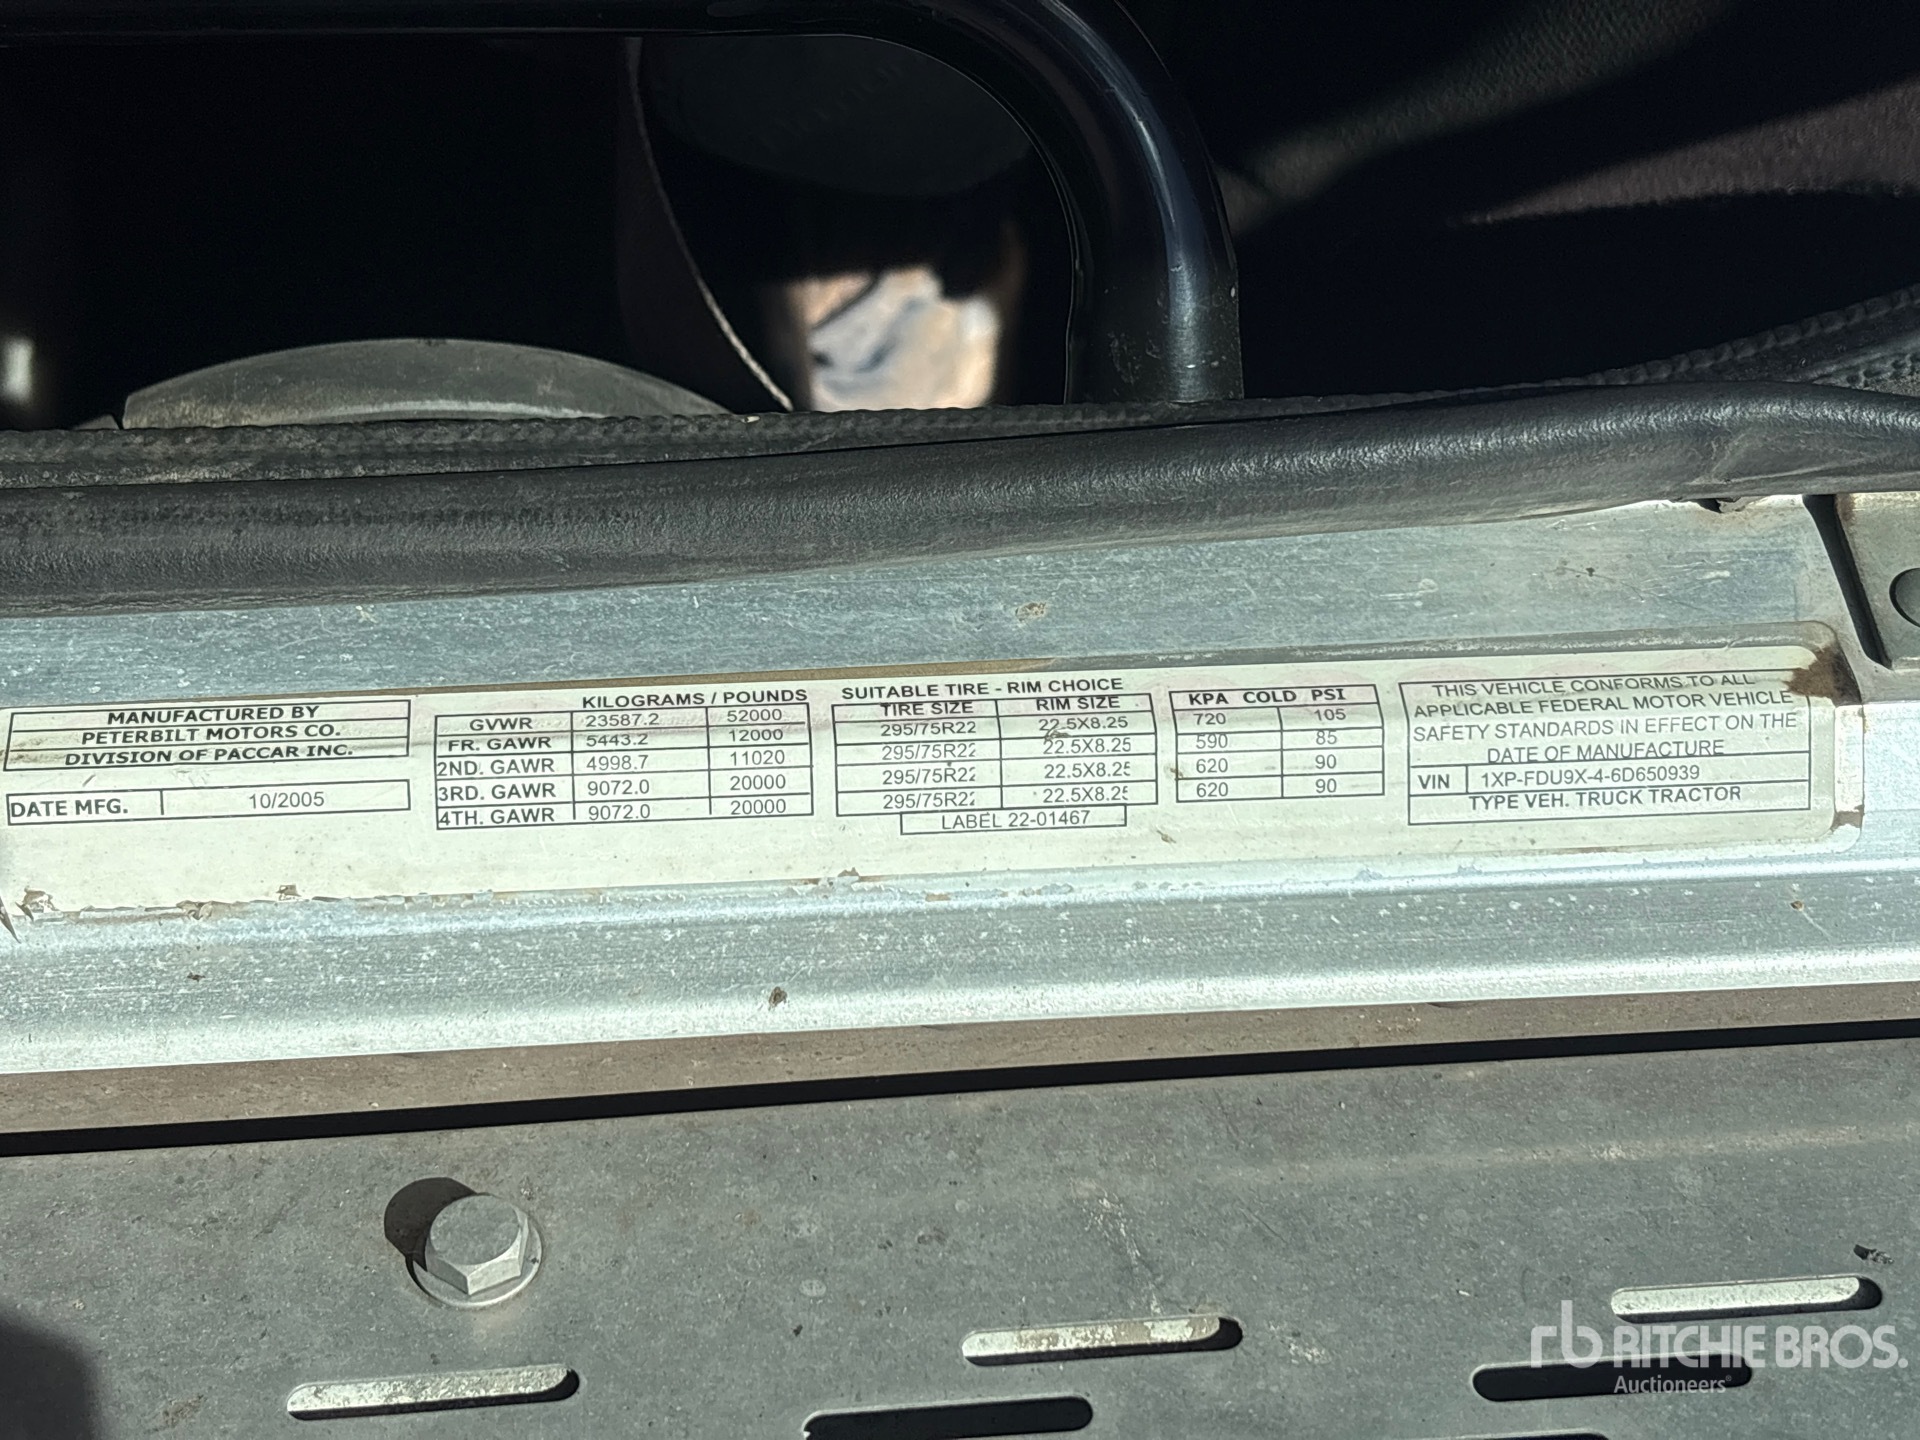 MANUFACTURED BY
PETERBILT MOTORS CO.
DIVISION OF PACCAR INC.
DATE MFG. 10/2005
KILOGRAMS / POUNDS
GVWR 23587.2 52000
FR. GAWR 5443.2 12000
2ND. GAWR 4998.7 11020
3RD. GAWR 9072.0 20000
4TH. GAWR 9072.0 20000
SUITABLE TIRE - RIM CHOICE
TIRE SIZE RIM SIZE
295/75R22 22.5X8.25
295/75R22 22.5X8.25
295/75R22 22.5X8.25
295/75R22 22.5X8.25
LABEL 22-01467
KPA COLD PSI
720 105
590 85
620 90
620 90
THIS VEHICLE CONFORMS TO ALL
APPLICABLE FEDERAL MOTOR VEHICLE
SAFETY STANDARDS IN EFFECT ON THE
DATE OF MANUFACTURE
VIN 1XP-FDU9X-4-6D650939
TYPE VEH. TRUCK TRACTOR
rb RITCHIE BROS.
Auctioneers®